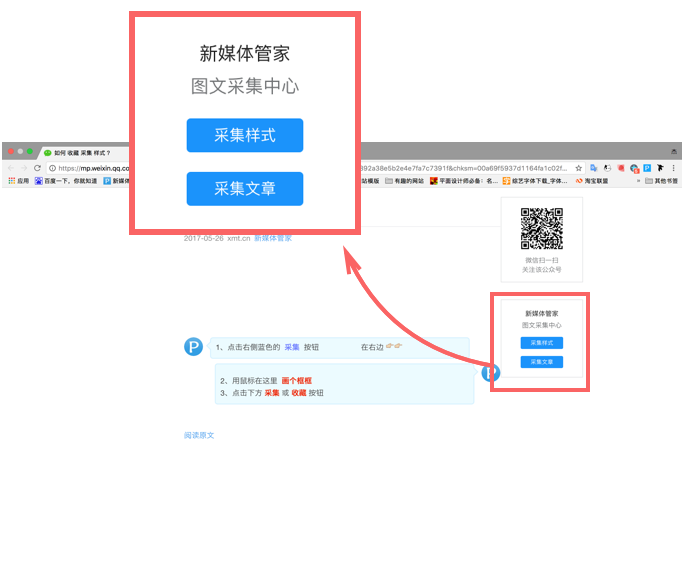 新媒体管家
图文采集中心
采集样式
采集文章
如何 收藏 采集 样式 ?
https://mp.weixin.qq.co
392a38e5b2e4e7fa7c7391f&chksm=00a69f5937d1164fa1c02f...
应用 百度一下，你就知道 新媒体
站模版 有趣的网站 平面设计师必备：名... 综艺字体下载_字体... 淘宝联盟 » 其他书签
2017-05-26 xmt.cn 新媒体管家
微信扫一扫
关注该公众号
新媒体管家
图文采集中心
采集样式
采集文章
1、点击右侧蓝色的 采集 按钮 在右边
2、用鼠标在这里 画个框框
3、点击下方 采集 或 收藏 按钮
阅读原文